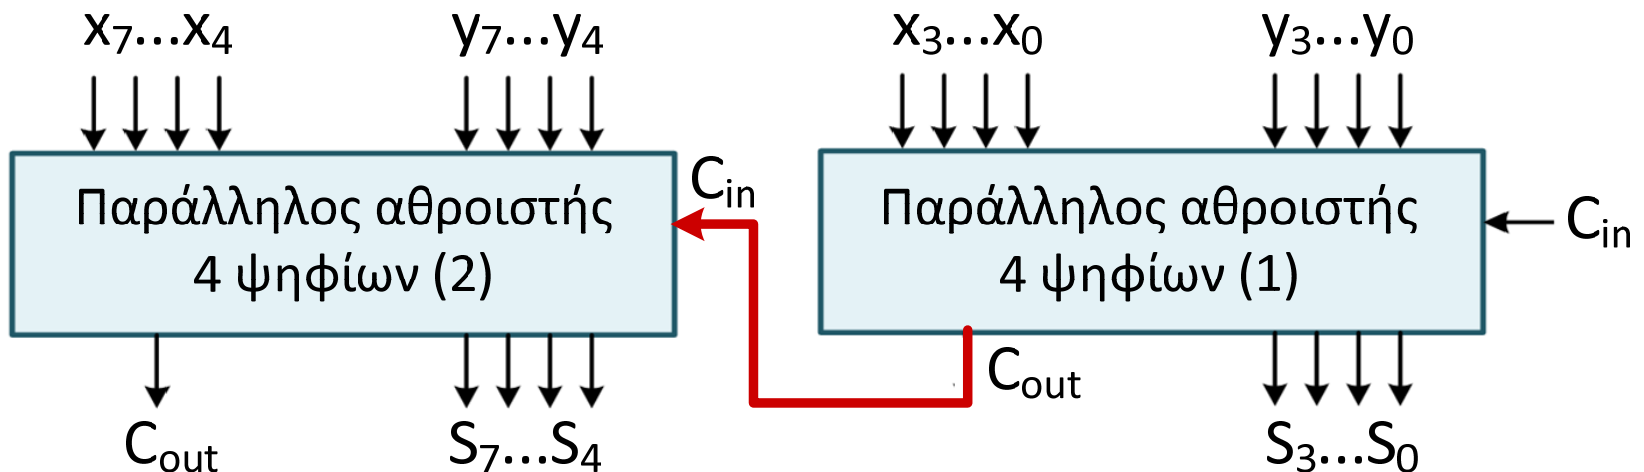 x7...x4 y7...y4 x3...x0 y3...y0
Παράλληλος αθροιστής
4 ψηφίων (2)
Cin
Παράλληλος αθροιστής
4 ψηφίων (1)
Cin
Cout
Cout S7...S4 S3...S0